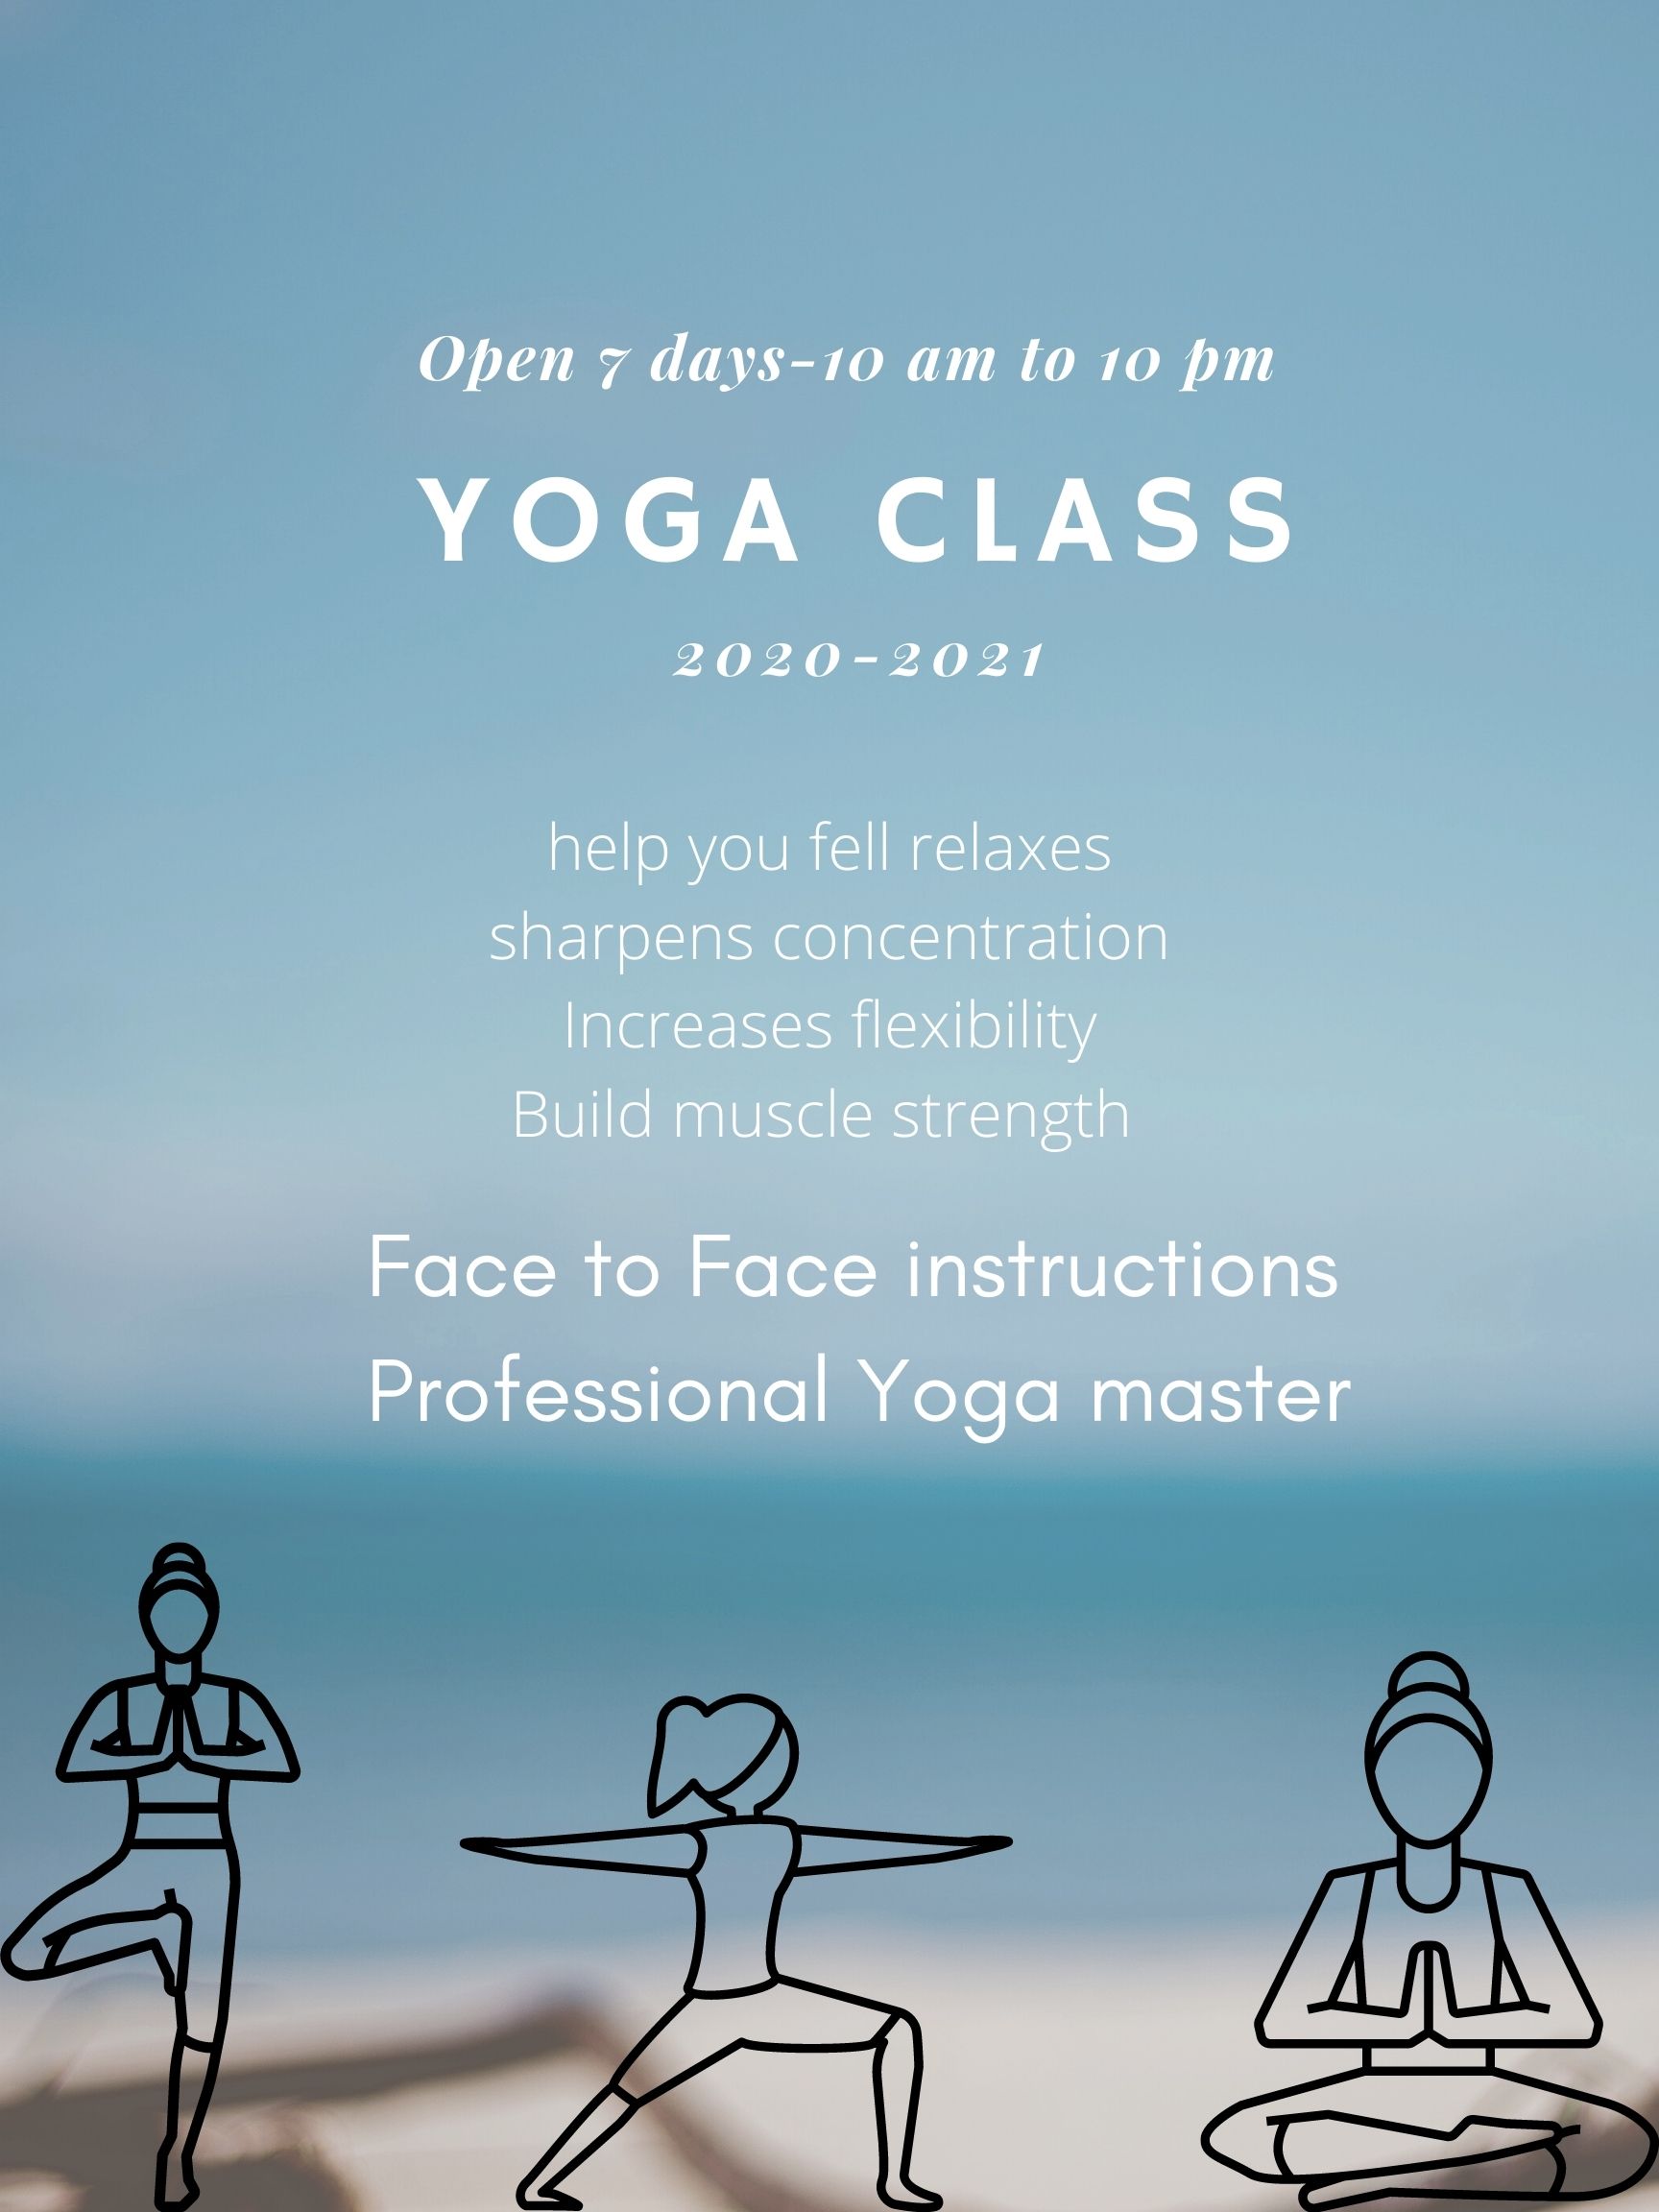 Open 7 days-10 am to 10 pm
YOGA CLASS
2020-2021
help you fell relaxes
sharpens concentration
Increases flexibility
Build muscle strength
Face to Face instructions
Professional Yoga master